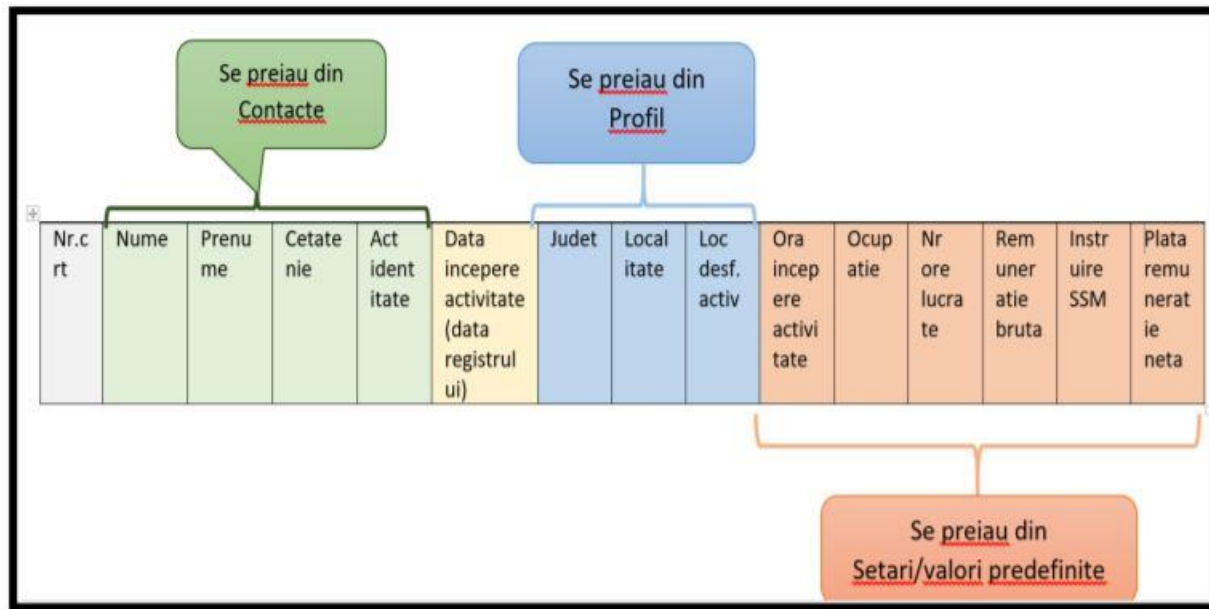 Se preiau din
Contacte
Se preiau din
Profil
Nr.c
rt
Nume
Prenu
me
Cetate
nie
Act
ident
itate
Data
incepere
activitate
(data
registrul
ui)
Judet
Local
itate
Loc
desf.
activ
Ora
incep
ere
activi
tate
Ocup
atie
Nr
ore
lucra
te
Rem
uner
atie
bruta
Instr
uire
SSM
Plata
remu
nerat
ie
neta
Se preiau din
Setari/valori predefinite